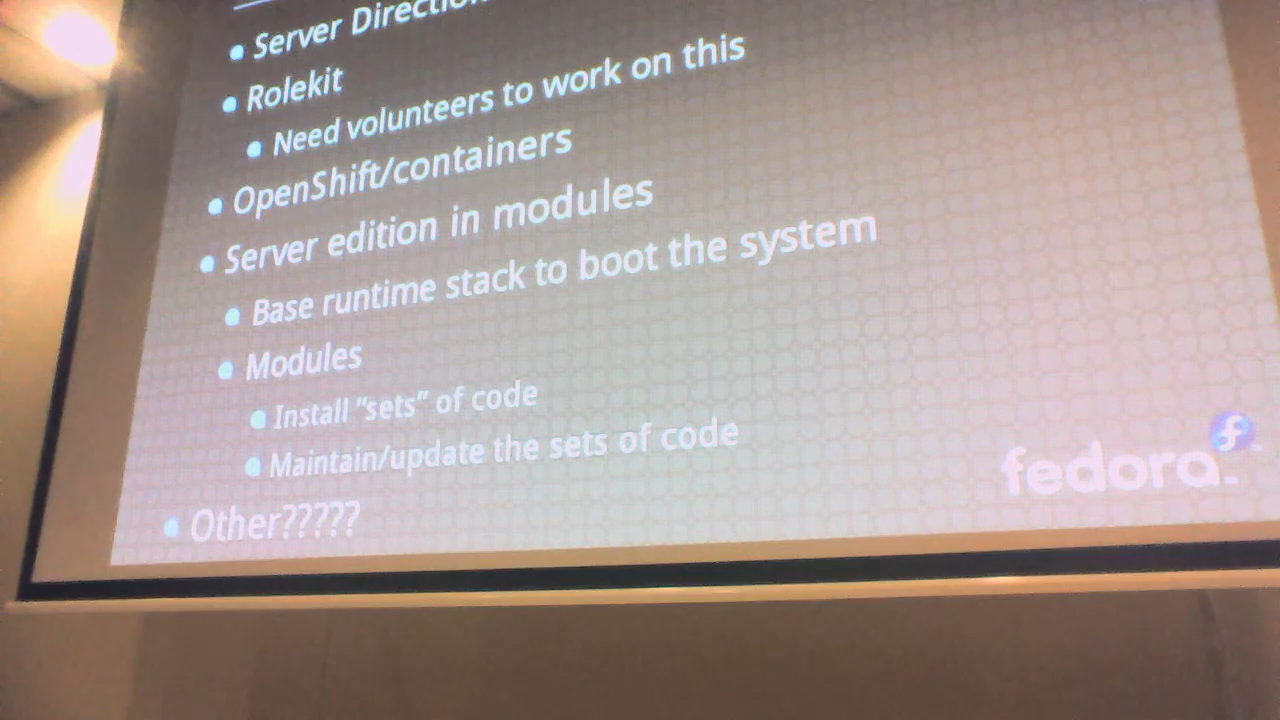 Server
Rolekit
Need volunteers to work on this
OpenShift/containers
Server edition in modules
Base runtime stack to boot the system
Modules
Install “sets” of code
Maintain/update the sets of code
Other?????
fedora